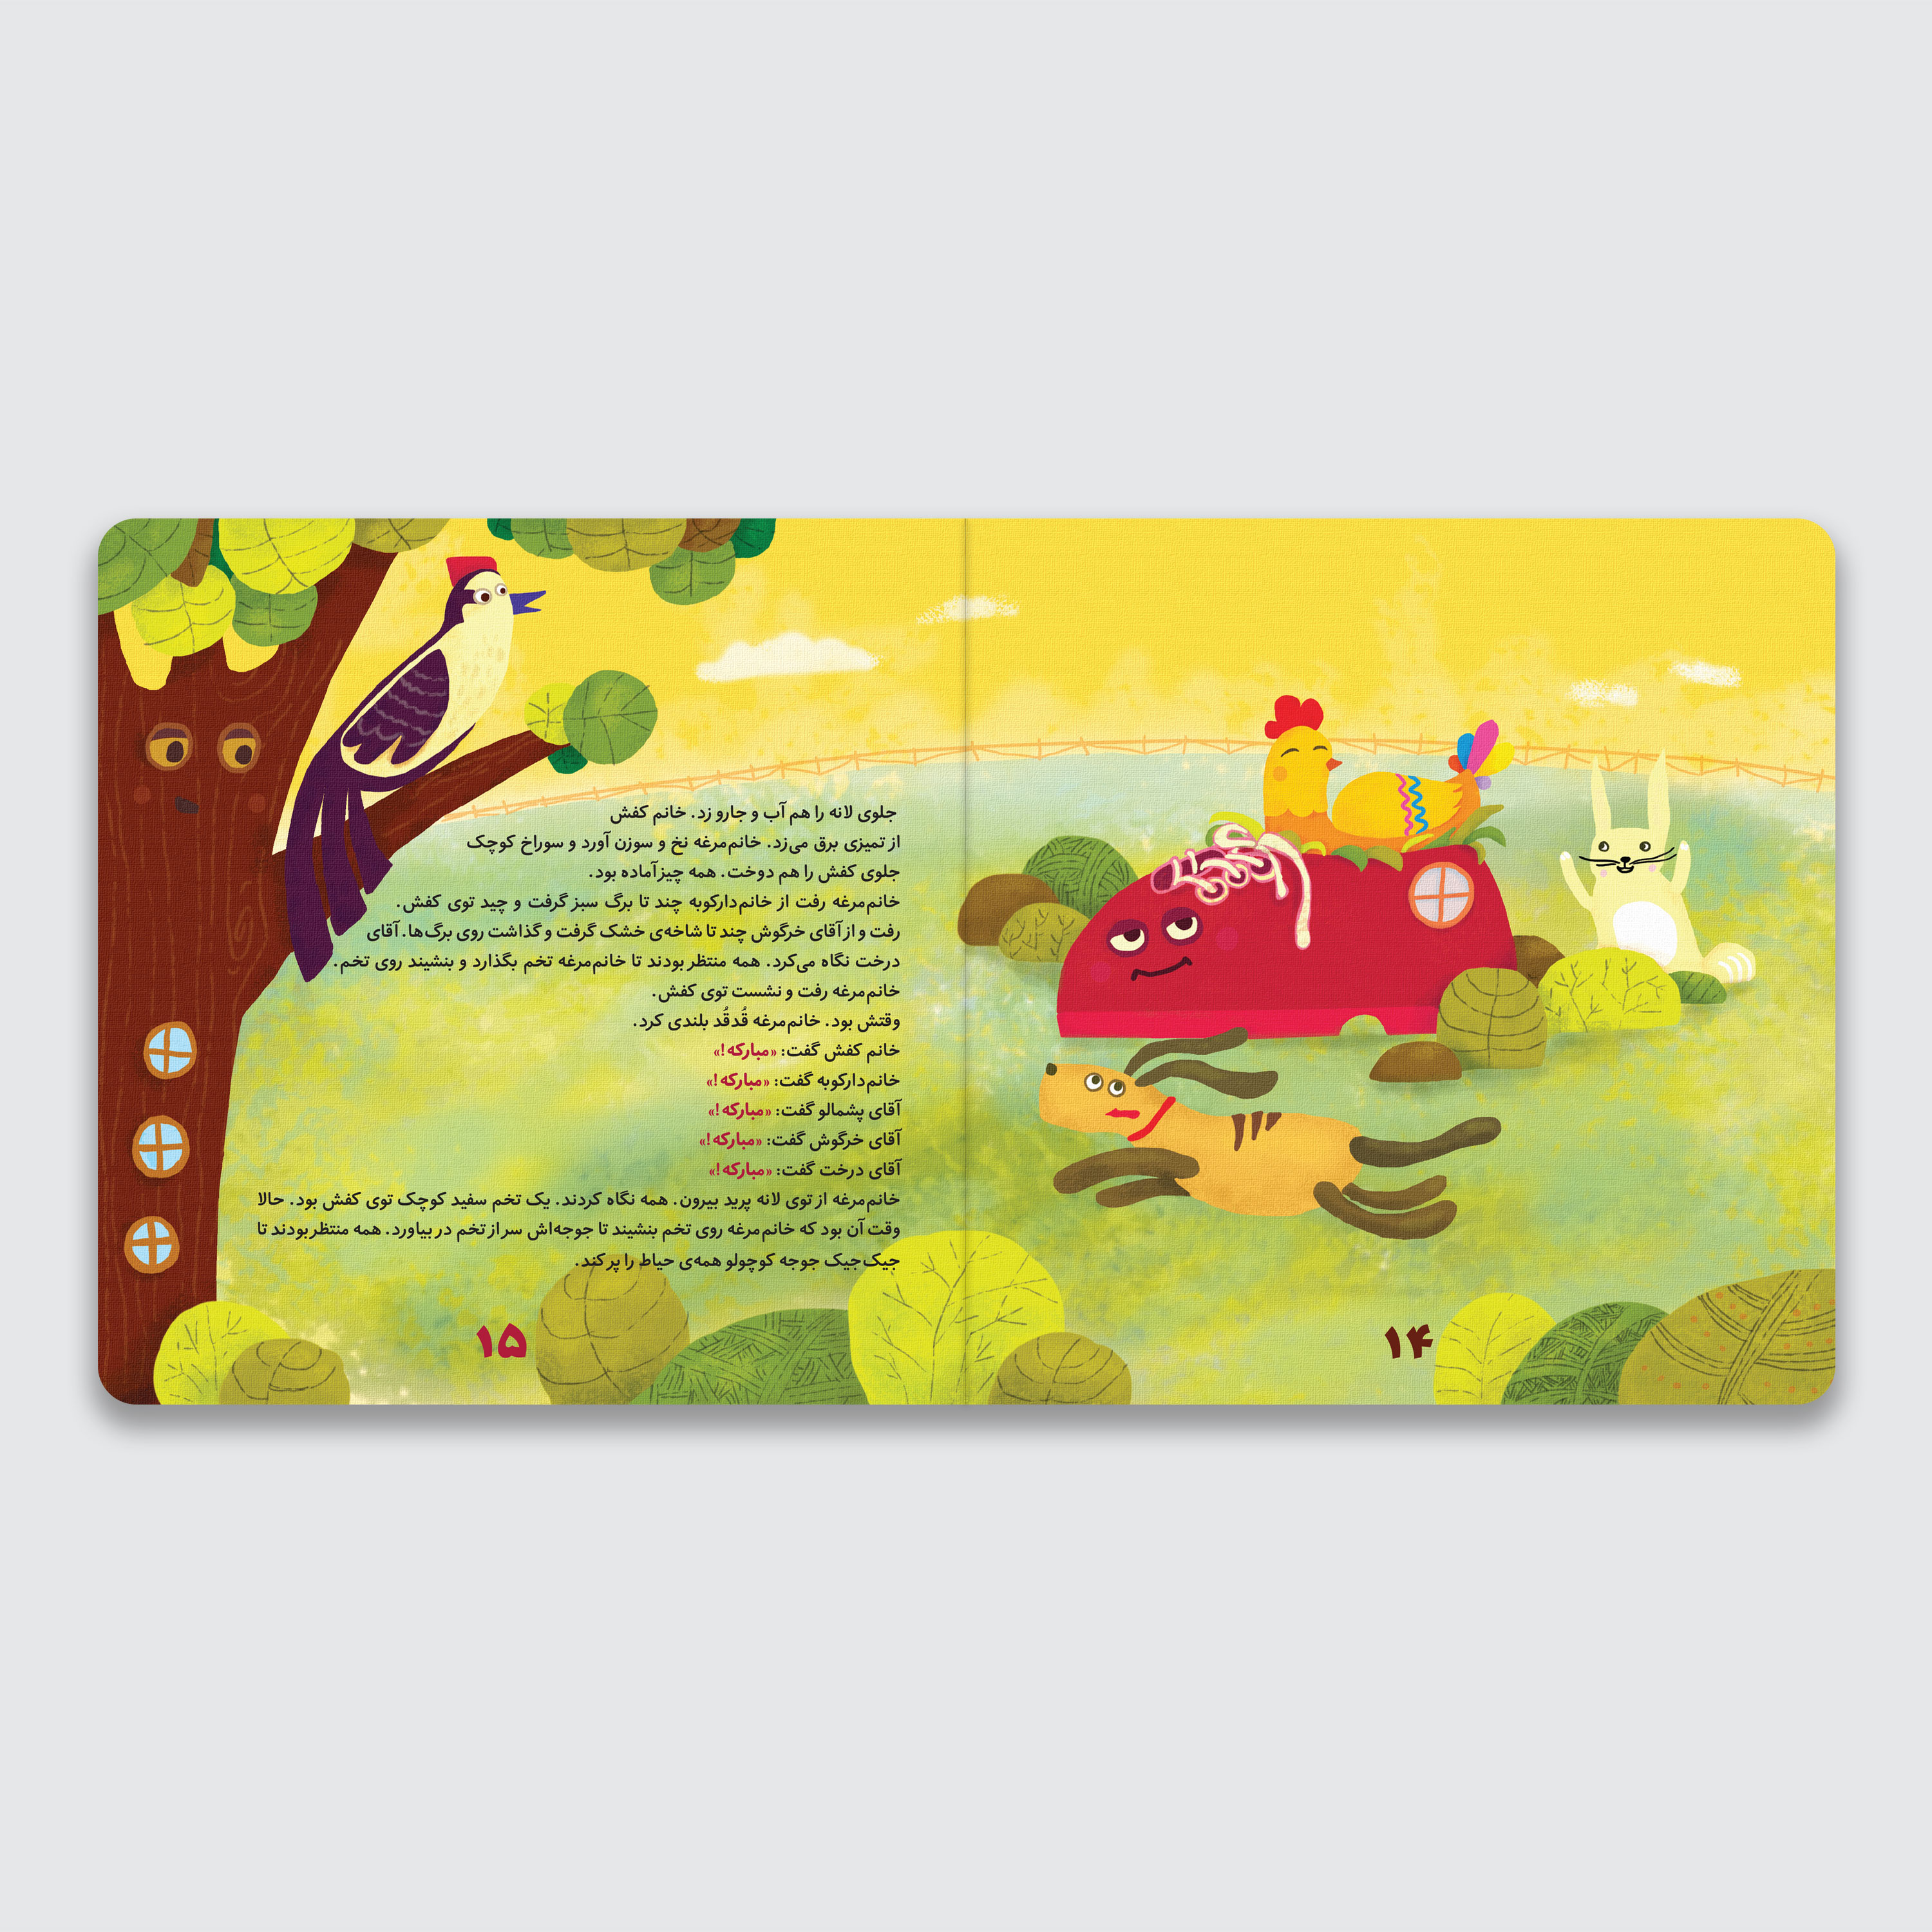 جلوی لانه را هم آب و جارو زد. خانم کفش
از تمیزی برق می‌زد. خانم‌مرغه نخ و سوزن آورد و سوراخ کوچک
جلوی کفش را هم دوخت. همه چیز آماده بود.
خانم‌مرغه رفت از خانم‌دارکوبه چند تا برگ سبز گرفت و چید توی کفش.
رفت و از آقای خرگوش چند تا شاخه‌ی خشک گرفت و گذاشت روی برگ‌ها. آقای
درخت نگاه می‌کرد. همه منتظر بودند تا خانم‌مرغه تخم بگذارد و بنشیند روی تخم.
خانم‌مرغه رفت و نشست توی کفش.
وقتش بود. خانم‌مرغه قُدقُد بلندی کرد.
خانم کفش گفت: «مبارکه!»
خانم‌دارکوبه گفت: «مبارکه!»
آقای پشمالو گفت: «مبارکه!»
آقای خرگوش گفت: «مبارکه!»
آقای درخت گفت: «مبارکه!»
خانم‌مرغه از توی لانه پرید بیرون. همه نگاه کردند. یک تخم سفید کوچک توی کفش بود. حالا
وقت آن بود که خانم‌مرغه روی تخم بنشیند تا جوجه‌اش سر از تخم در بیاورد. همه منتظر بودند تا
جیک‌جیک جوجه کوچولو همه‌ی حیاط را پر کند.
۱۴
۱۵